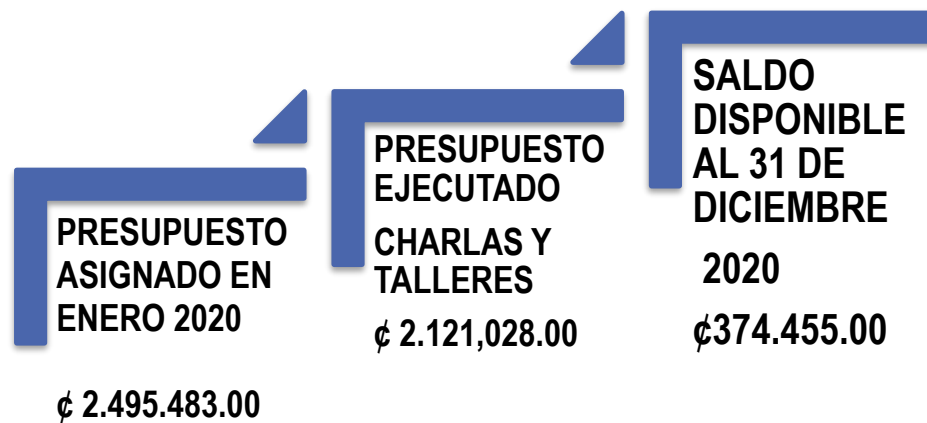 PRESUPUESTO
ASIGNADO EN
ENERO 2020
₡ 2.495.483.00
PRESUPUESTO
EJECUTADO
CHARLAS Y
TALLERES
₡ 2.121,028.00
SALDO
DISPONIBLE
AL 31 DE
DICIEMBRE
2020
₡374.455.00